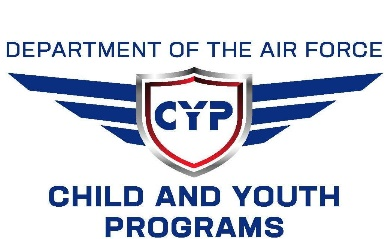 DEPARTMENT OF THE AIR FORCE
CYP
CHILD AND YOUTH
PROGRAMS